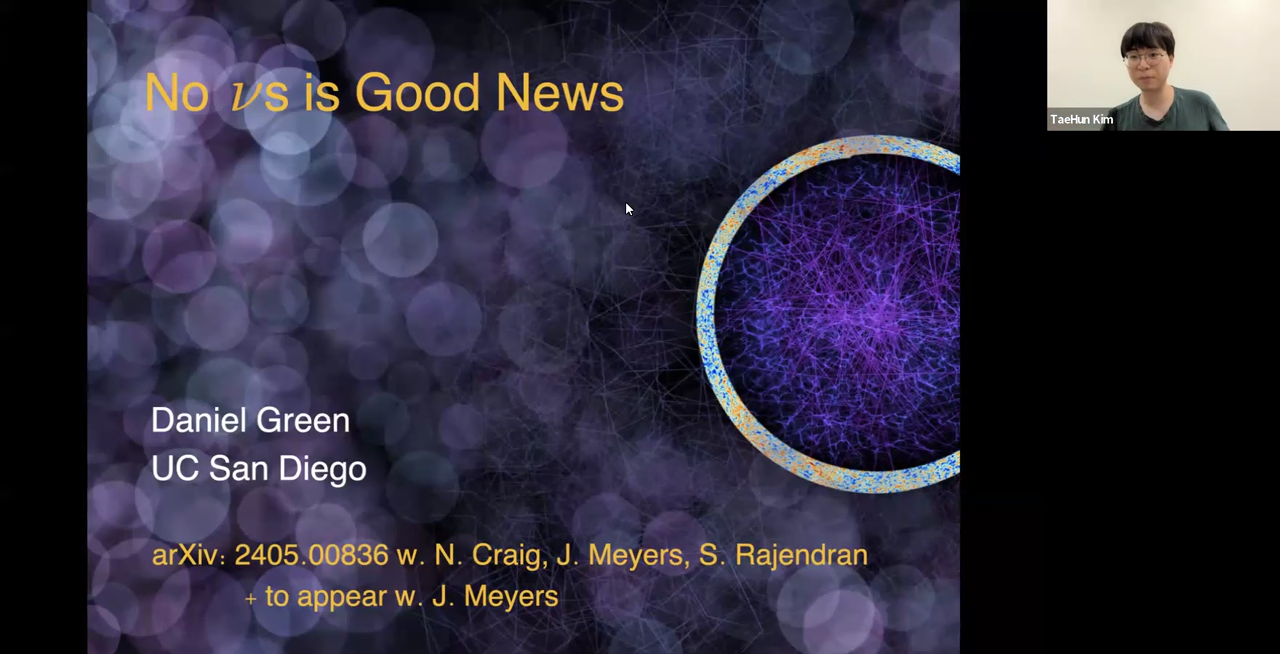 No νs is Good News
Daniel Green
UC San Diego
arXiv: 2405.00836 w. N. Craig, J. Meyers, S. Rajendran
+ to appear w. J. Meyers
TaeHun Kim